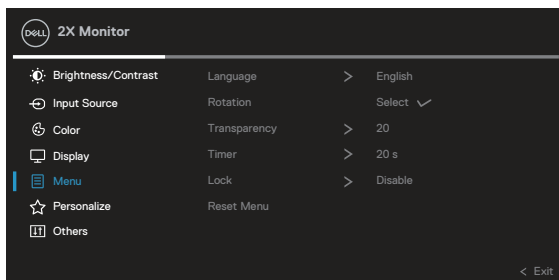 DELL 2X Monitor
Brightness/Contrast Language > English
Input Source Rotation Select
Color Transparency > 20
Display Timer > 20 s
Menu Lock > Disable
Personalize Reset Menu
Others
< Exit